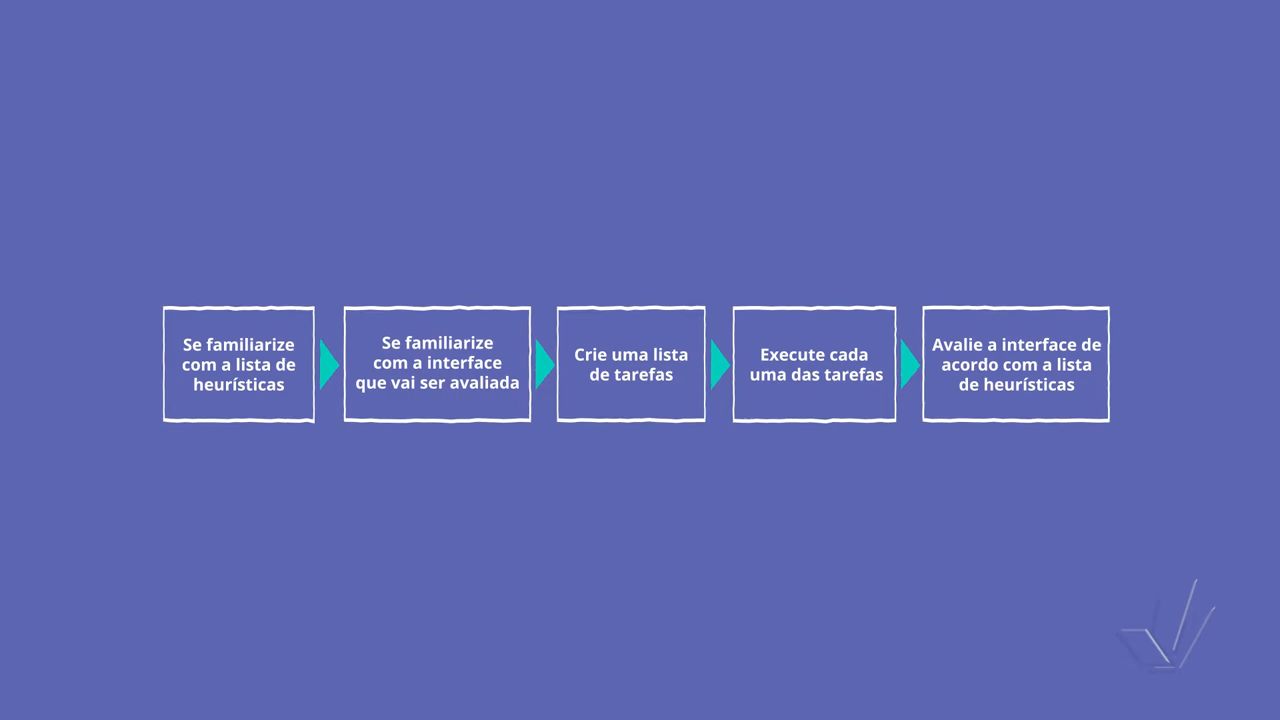 Se familiarize
com a lista de
heurísticas
Se familiarize
com a interface
que vai ser avaliada
Crie uma lista
de tarefas
Execute cada
uma das tarefas
Avalie a interface de
acordo com a lista
de heurísticas